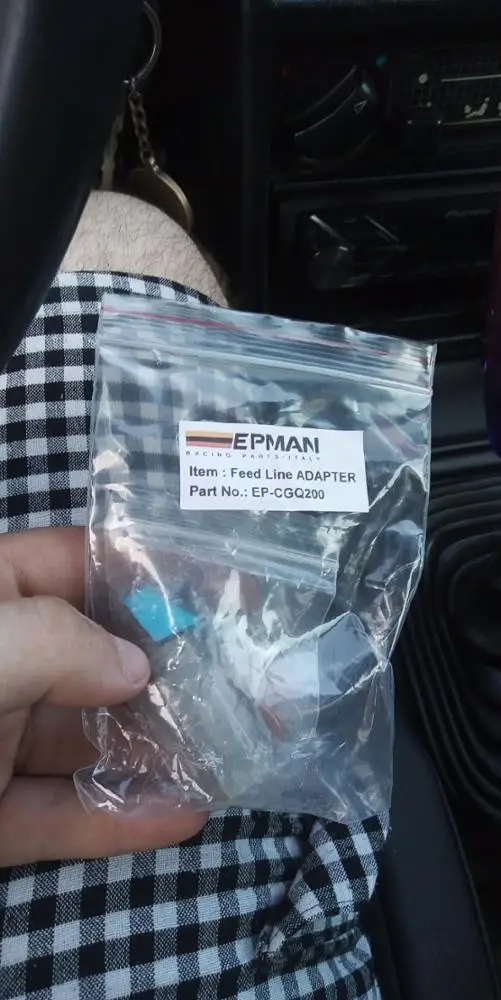 EPMAN
RACING PARTS·ITALY
Item : Feed Line ADAPTER
Part No.: EP-CGQ200